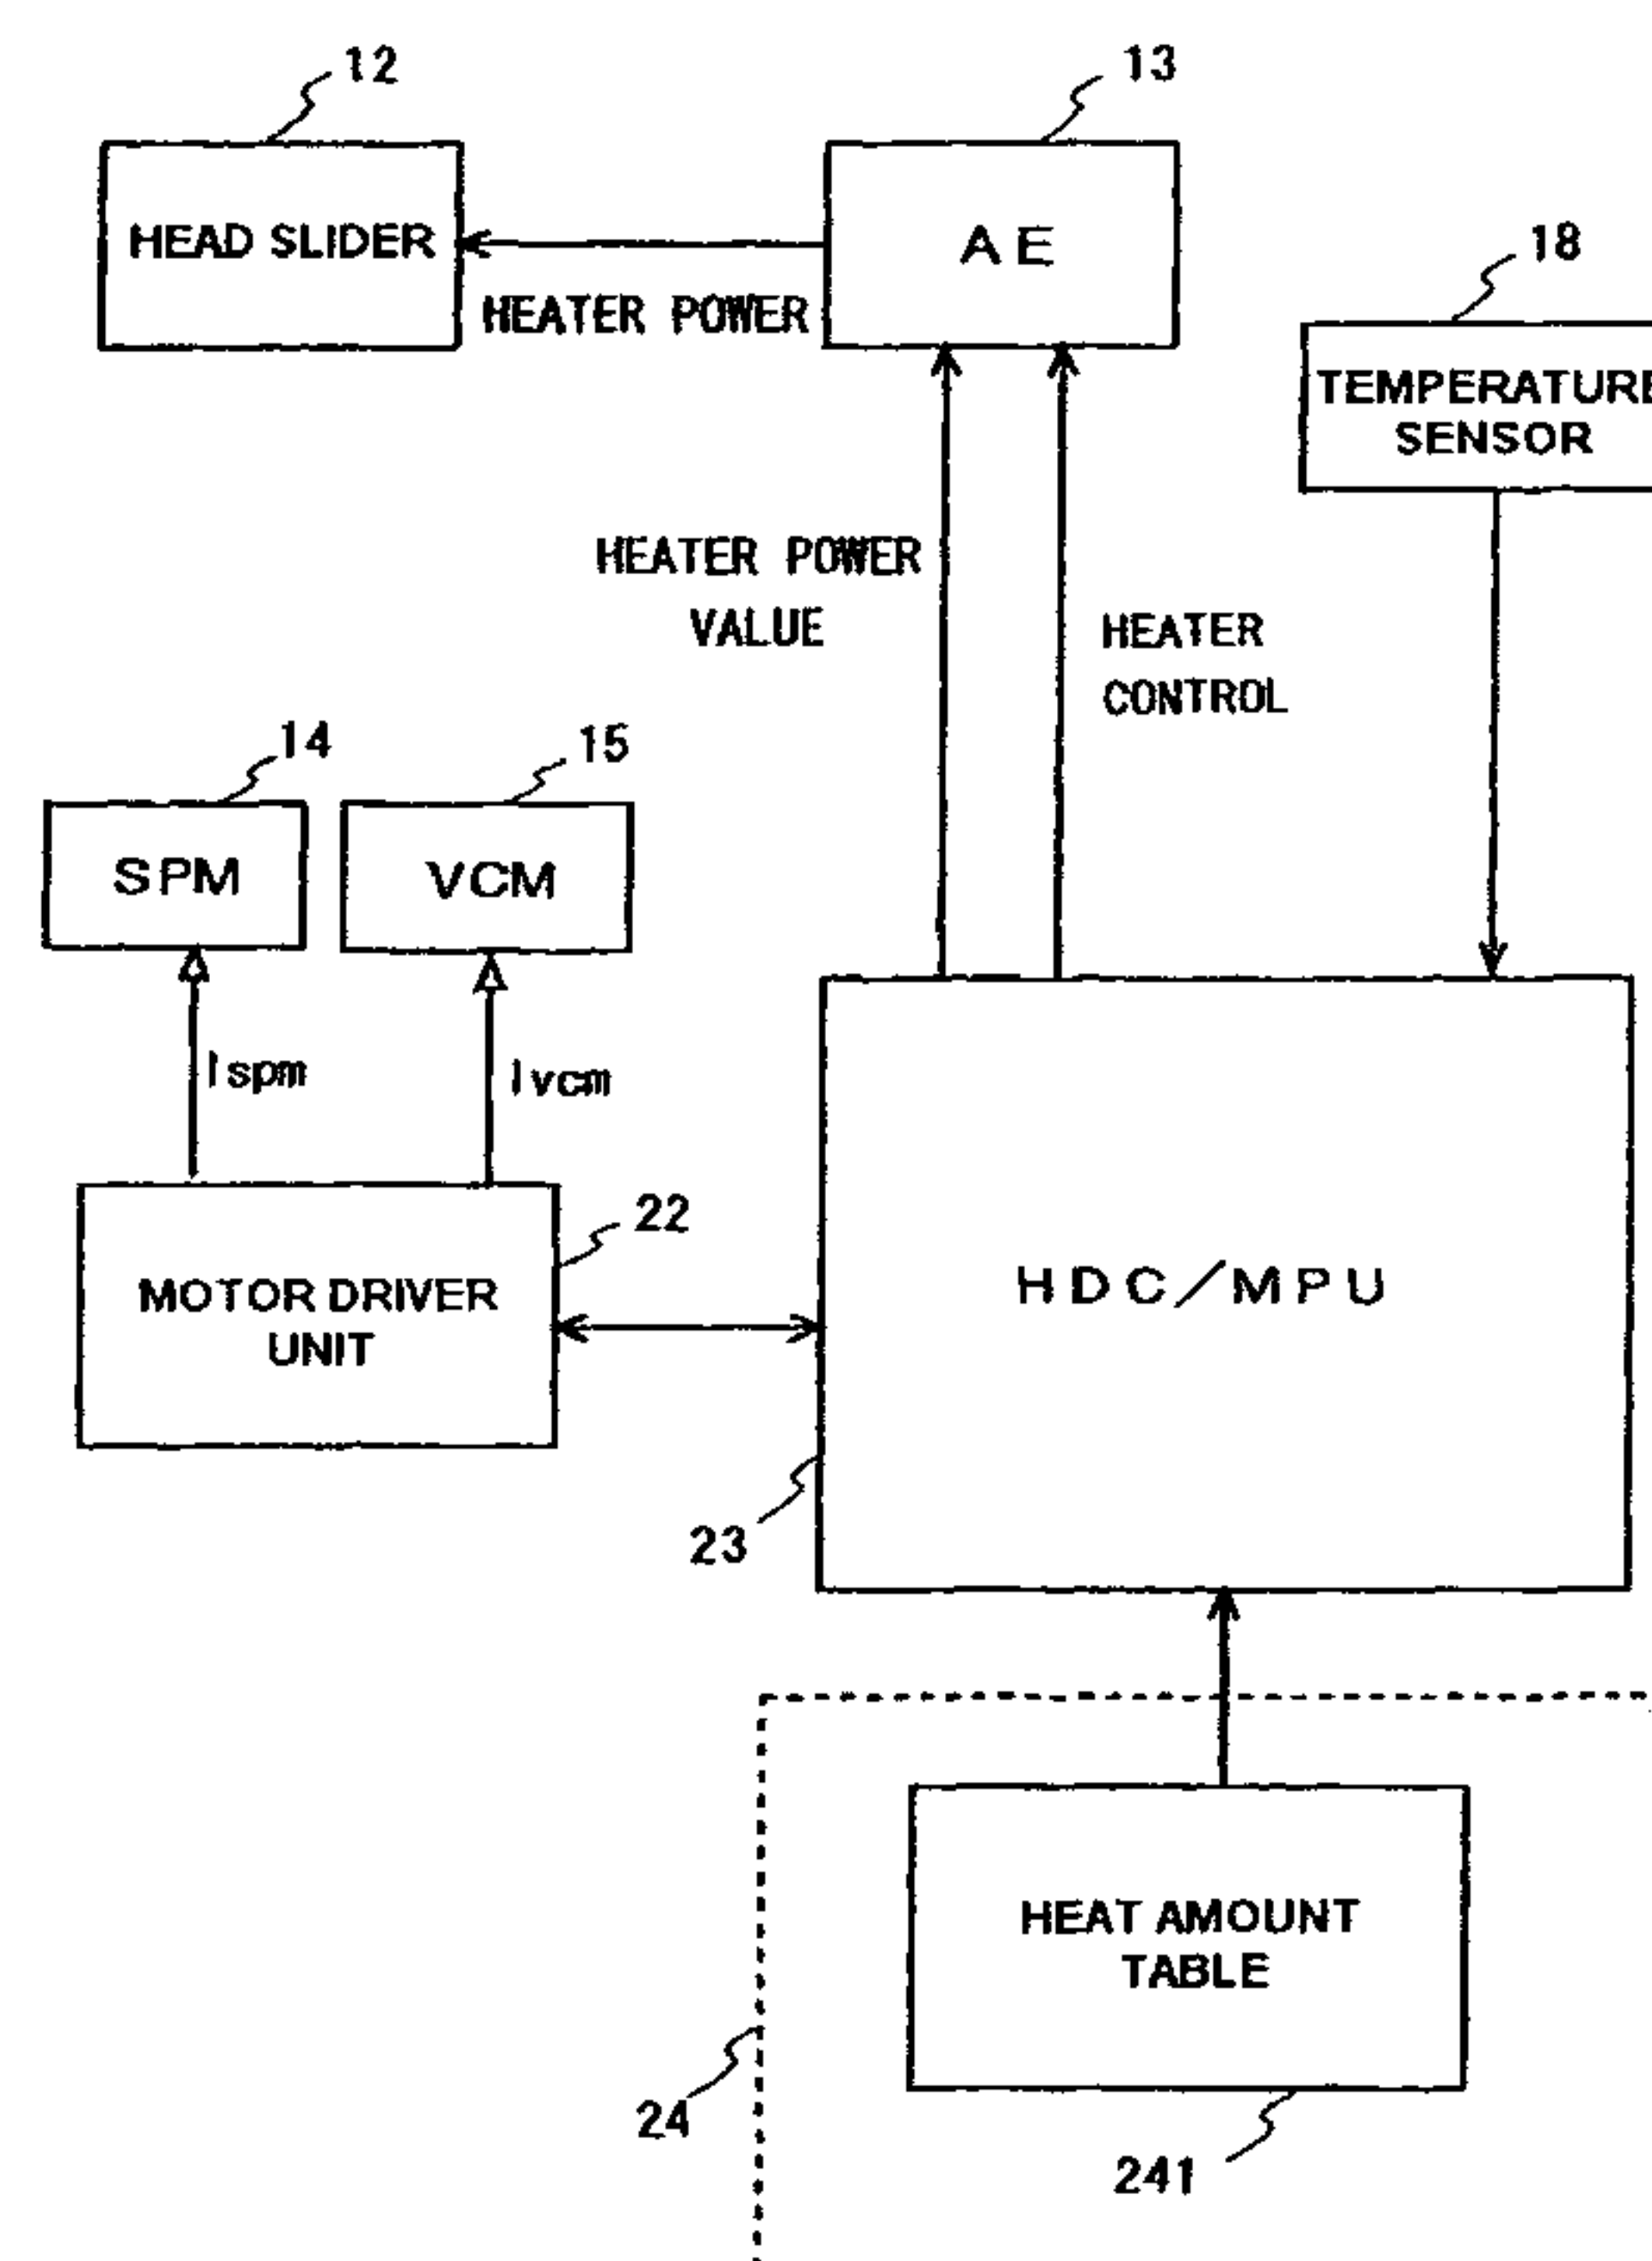 12
13
HEAD SLIDER
AE
18
HEATER POWER
TEMPERATURE
SENSOR
HEATER POWER
VALUE
HEATER
CONTROL
14
15
SPM
VCM
Ispm
Ivcm
22
MOTOR DRIVER
UNIT
HDC/MPU
23
HEAT AMOUNT
TABLE
24
241